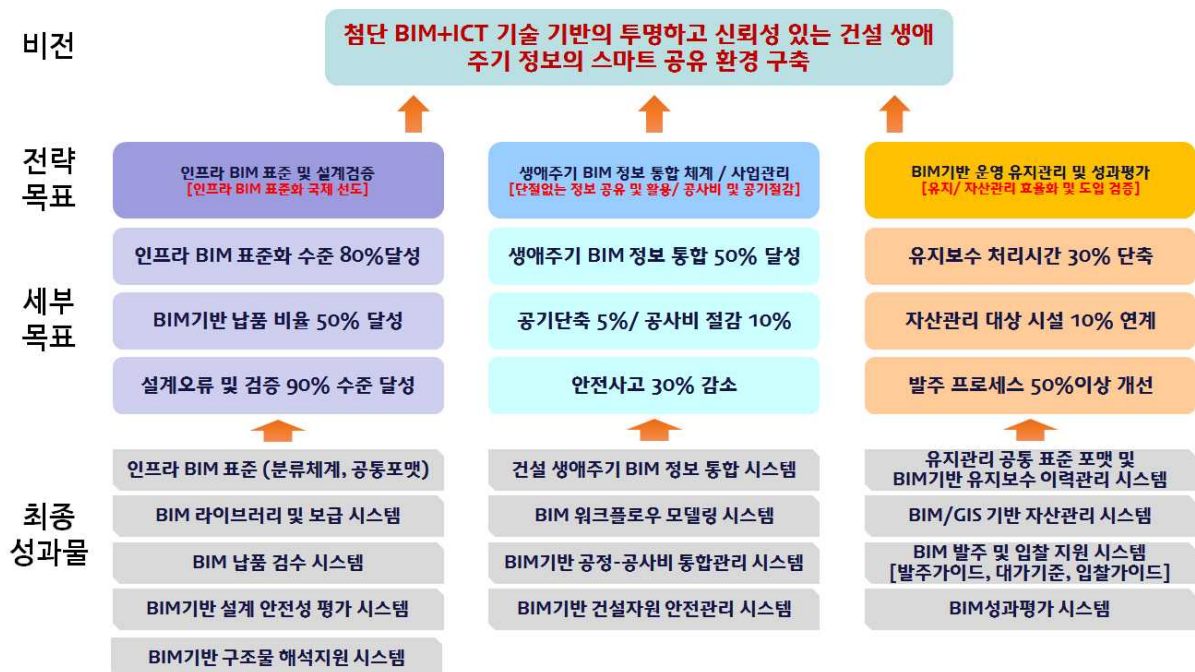 비전
첨단 BIM+ICT 기술 기반의 투명하고 신뢰성 있는 건설 생애
주기 정보의 스마트 공유 환경 구축
전략
목표
인프라 BIM 표준 및 설계검증
[인프라 BIM 표준화 국제 선도]
생애주기 BIM 정보 통합 체계 / 사업관리
[단절없는 정보 공유 및 활용/ 공사비 및 공기절감]
BIM기반 운영 유지관리 및 성과평가
[유지/ 자산관리 효율화 및 도입 검증]
세부
목표
인프라 BIM 표준화 수준 80%달성
생애주기 BIM 정보 통합 50% 달성
유지보수 처리시간 30% 단축
BIM기반 납품 비율 50% 달성
공기단축 5%/ 공사비 절감 10%
자산관리 대상 시설 10% 연계
설계오류 및 검증 90% 수준 달성
안전사고 30% 감소
발주 프로세스 50%이상 개선
최종
성과물
인프라 BIM 표준 (분류체계, 공통포맷)
건설 생애주기 BIM 정보 통합 시스템
유지관리 공통 표준 포맷 및
BIM기반 유지보수 이력관리 시스템
BIM 라이브러리 및 보급 시스템
BIM 워크플로우 모델링 시스템
BIM/GIS 기반 자산관리 시스템
BIM 납품 검수 시스템
BIM기반 공정-공사비 통합관리 시스템
BIM 발주 및 입찰 지원 시스템
[발주가이드, 대가기준, 입찰가이드]
BIM기반 설계 안전성 평가 시스템
BIM기반 건설자원 안전관리 시스템
BIM성과평가 시스템
BIM기반 구조물 해석지원 시스템